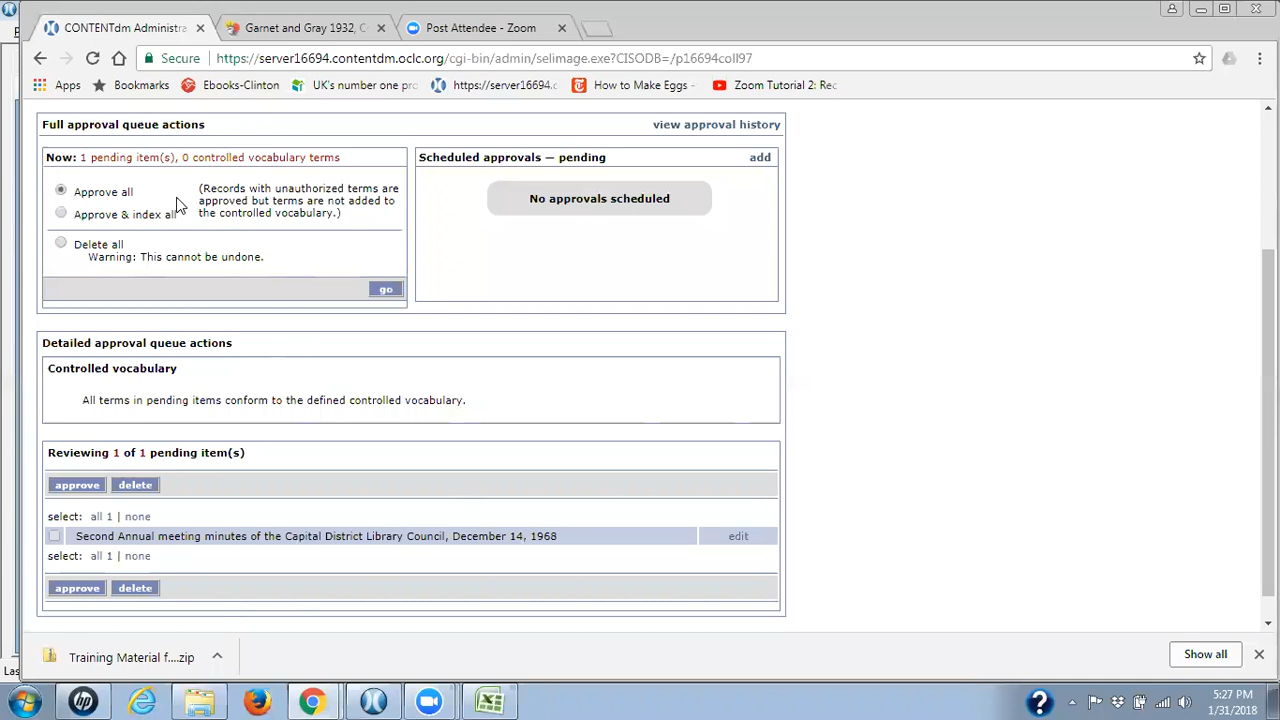 CONTENTdm Administra
Garnet and Gray 1932, C
Post Attendee - Zoom
Secure
https://server16694.contentdm.oclc.org/cgi-bin/admin/selimage.exe?CISODB=/p16694coll97
Apps
Bookmarks
Ebooks-Clinton
UK's number one pro
https://server16694.c
How to Make Eggs -
Zoom Tutorial 2: Rec
Full approval queue actions
view approval history
Now: 1 pending item(s), 0 controlled vocabulary terms
Scheduled approvals — pending
add
Approve all
(Records with unauthorized terms are
approved but terms are not added to
the controlled vocabulary.)
Approve & index all
No approvals scheduled
Delete all
Warning: This cannot be undone.
go
Detailed approval queue actions
Controlled vocabulary
All terms in pending items conform to the defined controlled vocabulary.
Reviewing 1 of 1 pending item(s)
approve
delete
select: all 1 | none
Second Annual meeting minutes of the Capital District Library Council, December 14, 1968
edit
select: all 1 | none
approve
delete
Training Material f....zip
Show all
Las
5:27 PM
1/31/2018